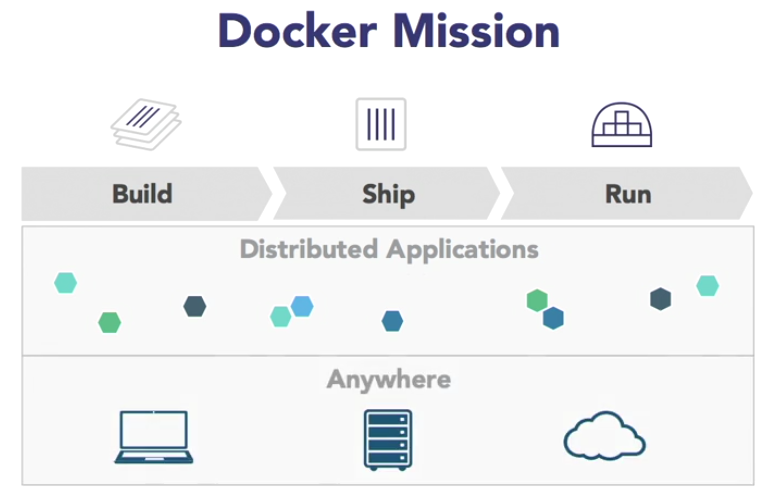 Docker Mission
Build
Ship
Run
Distributed Applications
Anywhere